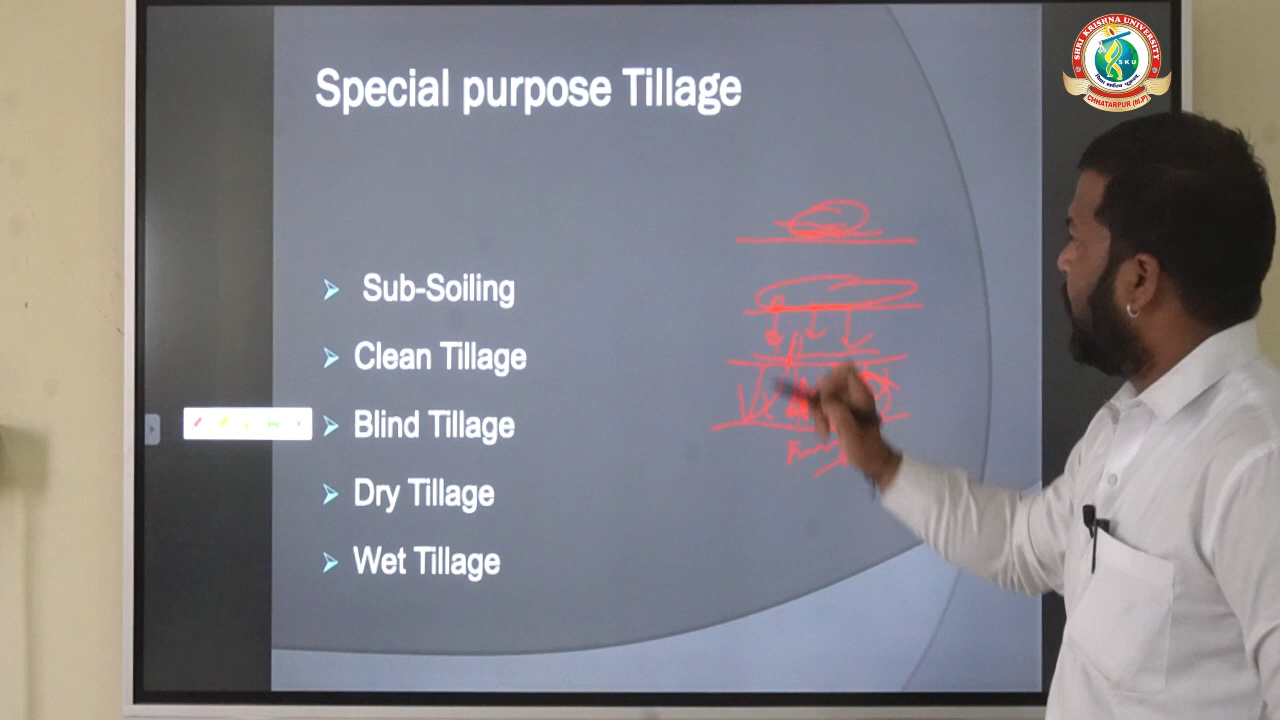 Special purpose Tillage
Sub-Soiling
Clean Tillage
Blind Tillage
Dry Tillage
Wet Tillage
SHRI KRISHNA UNIVERSITY
SKU
CHHATARPUR (M.P)